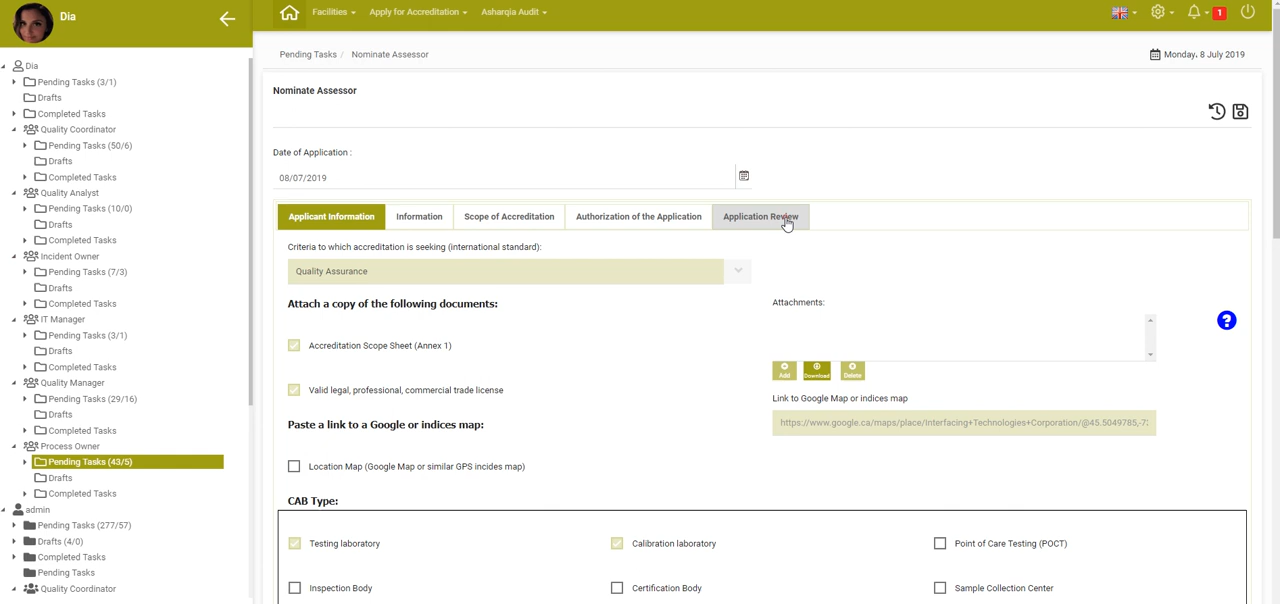 Dia
Facilities
Apply for Accreditation
Asharqia Audit
1
Pending Tasks / Nominate Assessor
Monday, 8 July 2019
Dia
Pending Tasks (3/1)
Drafts
Completed Tasks
Quality Coordinator
Pending Tasks (50/6)
Drafts
Completed Tasks
Quality Analyst
Pending Tasks (10/0)
Drafts
Completed Tasks
Incident Owner
Pending Tasks (7/3)
Drafts
Completed Tasks
IT Manager
Pending Tasks (3/1)
Drafts
Completed Tasks
Quality Manager
Pending Tasks (29/16)
Drafts
Completed Tasks
Process Owner
Pending Tasks (43/5)
Drafts
Completed Tasks
admin
Pending Tasks (277/57)
Drafts (4/0)
Completed Tasks
Pending Tasks
Quality Coordinator
Nominate Assessor
Date of Application :
08/07/2019
Applicant Information
Information
Scope of Accreditation
Authorization of the Application
Application Review
Criteria to which accreditation is seeking (international standard):
Quality Assurance
Attach a copy of the following documents:
Accreditation Scope Sheet (Annex 1)
Valid legal, professional, commercial trade license
Paste a link to a Google or indices map:
Location Map (Google Map or similar GPS incides map)
Attachments:
?
Add
Download
Delete
Link to Google Map or indices map
https://www.google.ca/maps/place/Interfacing+Technologies+Corporation/@45.5049785,-7
CAB Type:
Testing laboratory
Calibration laboratory
Point of Care Testing (POCT)
Inspection Body
Certification Body
Sample Collection Center